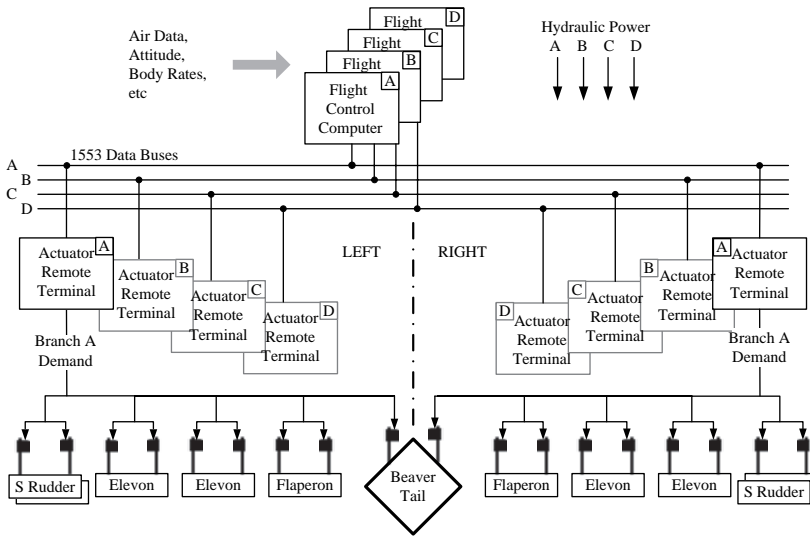 Air Data,
Attitude,
Body Rates,
etc
Flight
D
Flight
C
Flight
B
Flight
Control
Computer
A
Hydraulic Power
A B C D
1553 Data Buses
A
B
C
D
LEFT
RIGHT
Actuator
Remote
Terminal
A
Actuator
Remote
Terminal
B
Actuator
Remote
Terminal
C
Actuator
Remote
Terminal
D
D
Actuator
Remote
Terminal
C
Actuator
Remote
Terminal
B
Actuator
Remote
Terminal
A
Actuator
Remote
Terminal
Branch A
Demand
Branch A
Demand
S Rudder
Elevon
Elevon
Flaperon
Beaver
Tail
Flaperon
Elevon
Elevon
S Rudder